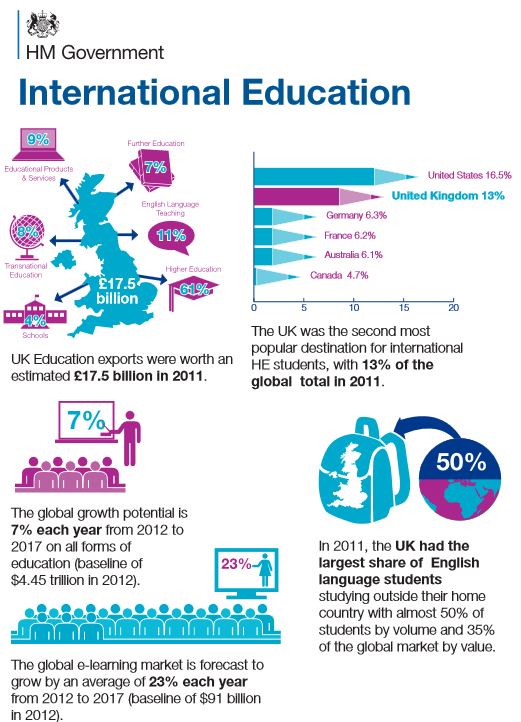 HM Government
International Education
9%
Educational Products
& Services
Further Education
7%
English Language
Teaching
11%
8%
Transnational
Education
Higher Education
61%
£17.5
billion
4%
Schools
UK Education exports were worth an
estimated £17.5 billion in 2011.
United States 16.5%
United Kingdom 13%
Germany 6.3%
France 6.2%
Australia 6.1%
Canada 4.7%
0
5
10
15
20
The UK was the second most
popular destination for international
HE students, with 13% of the
global total in 2011.
7%
The global growth potential is
7% each year from 2012 to
2017 on all forms of
education (baseline of
$4.45 trillion in 2012).
23%
The global e-learning market is forecast to
grow by an average of 23% each year
from 2012 to 2017 (baseline of $91 billion
in 2012).
50%
In 2011, the UK had the
largest share of English
language students
studying outside their home
country with almost 50% of
students by volume and 35%
of the global market by value.